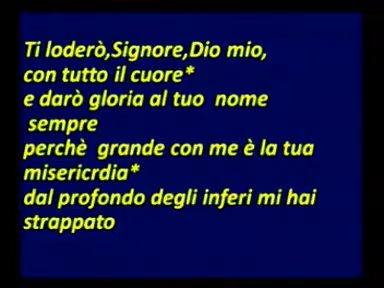 Ti loderò,Signore,Dio mio,
con tutto il cuore*
e darò gloria al tuo  nome
sempre
perchè  grande con me è la tua
misericrdia*
dal profondo degli inferi mi hai
strappato